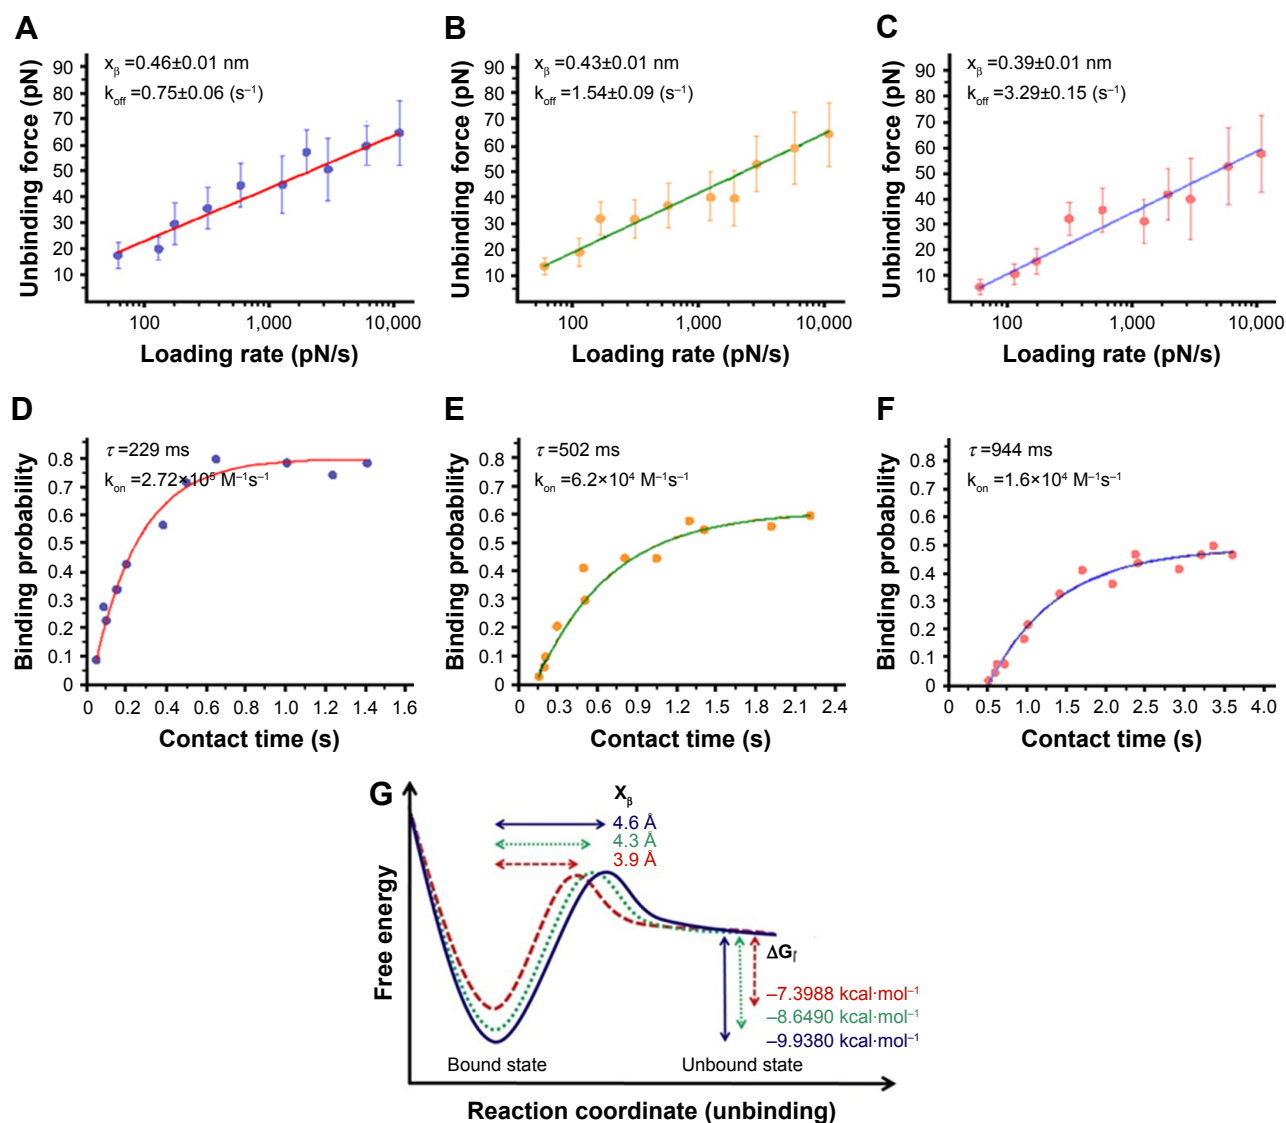 A
x_β =0.46±0.01 nm
k_off =0.75±0.06 (s⁻¹)
Unbinding force (pN)
90
80
70
60
50
40
30
20
10
100 1,000 10,000
Loading rate (pN/s)
B
x_β =0.43±0.01 nm
k_off =1.54±0.09 (s⁻¹)
Unbinding force (pN)
90
80
70
60
50
40
30
20
10
100 1,000 10,000
Loading rate (pN/s)
C
x_β =0.39±0.01 nm
k_off =3.29±0.15 (s⁻¹)
Unbinding force (pN)
90
80
70
60
50
40
30
20
10
100 1,000 10,000
Loading rate (pN/s)
D
τ=229 ms
k_on =2.72×10⁵ M⁻¹s⁻¹
Binding probability
0.8
0.7
0.6
0.5
0.4
0.3
0.2
0.1
0
0 0.2 0.4 0.6 0.8 1.0 1.2 1.4 1.6
Contact time (s)
E
τ=502 ms
k_on =6.2×10⁴ M⁻¹s⁻¹
Binding probability
0.8
0.7
0.6
0.5
0.4
0.3
0.2
0.1
0
0 0.3 0.6 0.9 1.2 1.5 1.8 2.1 2.4
Contact time (s)
F
τ=944 ms
k_on =1.6×10⁴ M⁻¹s⁻¹
Binding probability
0.8
0.7
0.6
0.5
0.4
0.3
0.2
0.1
0
0 0.5 1.0 1.5 2.0 2.5 3.0 3.5 4.0
Contact time (s)
G
X_β
4.6 Å
4.3 Å
3.9 Å
Free energy
ΔG
–7.3988 kcal·mol⁻¹
–8.6490 kcal·mol⁻¹
–9.9380 kcal·mol⁻¹
Bound state
Unbound state
Reaction coordinate (unbinding)